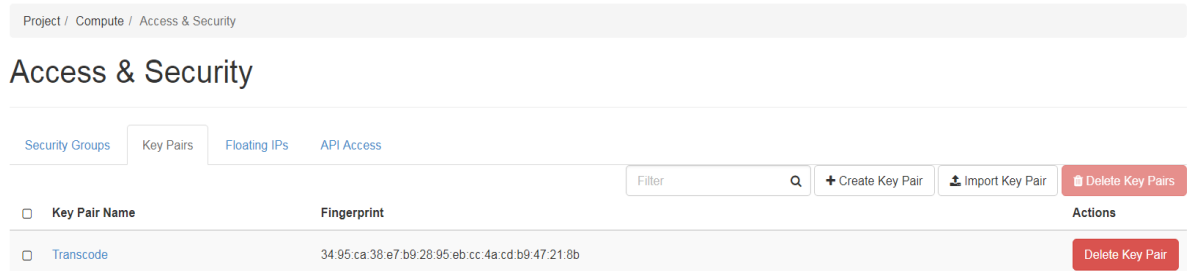 Project / Compute / Access & Security
Access & Security
Security Groups Key Pairs Floating IPs API Access
Filter + Create Key Pair Import Key Pair Delete Key Pairs
Key Pair Name Fingerprint Actions
Transcode 34:95:ca:38:e7:b9:28:95:eb:cc:4a:cd:b9:47:21:8b Delete Key Pair